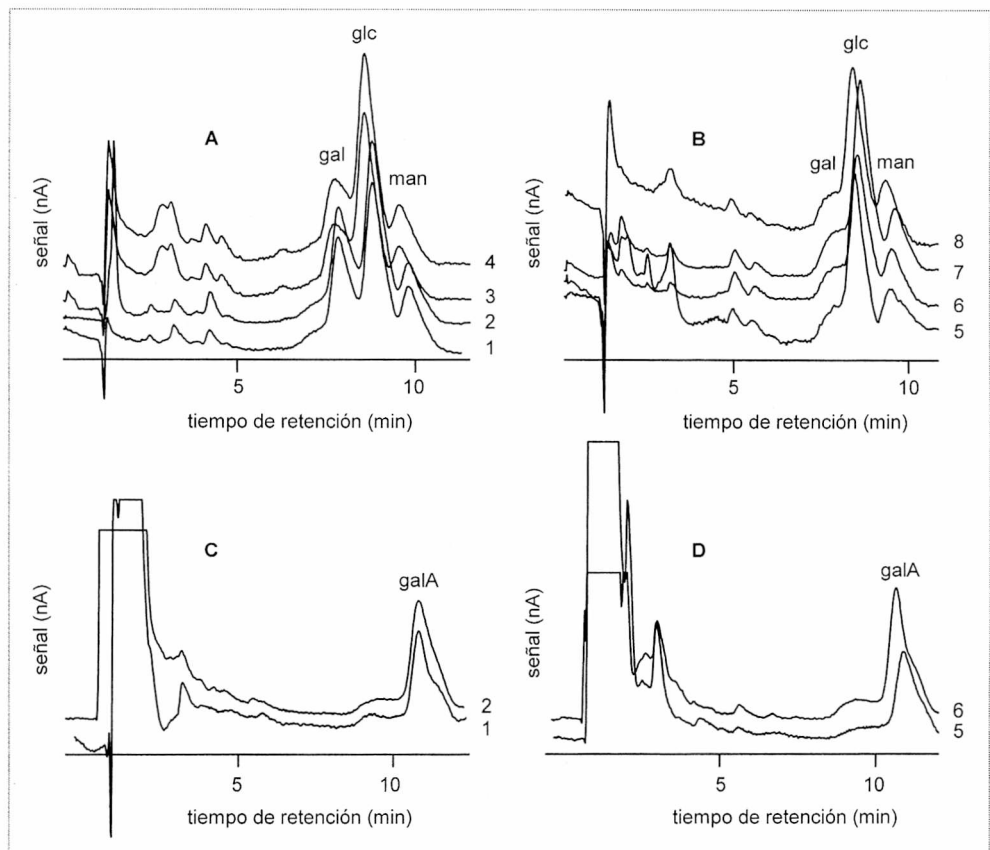 glc
A
gal
man
señal (nA)
4
3
2
1
5
10
tiempo de retención (min)
glc
B
gal
man
señal (nA)
8
7
6
5
5
10
tiempo de retención (min)
C
galA
señal (nA)
2
1
5
10
tiempo de retención (min)
D
galA
señal (nA)
6
5
5
10
tiempo de retención (min)